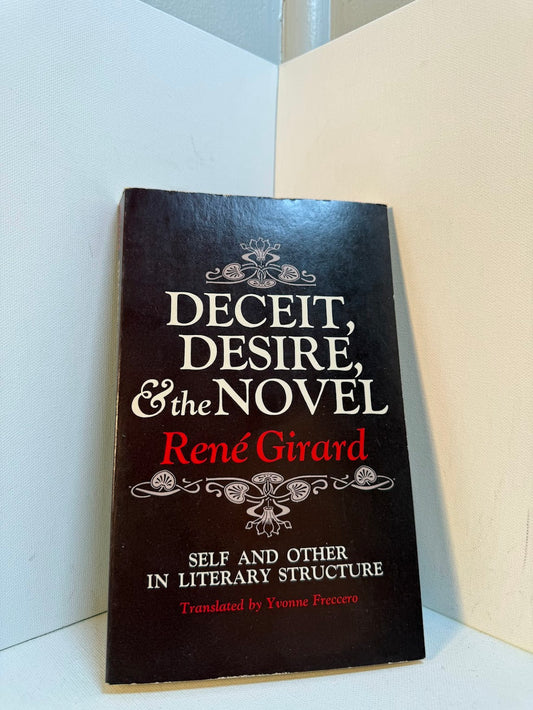 DECEIT,
DESIRE,
& the NOVEL
René Girard
SELF AND OTHER
IN LITERARY STRUCTURE
Translated by Yvonne Freccero